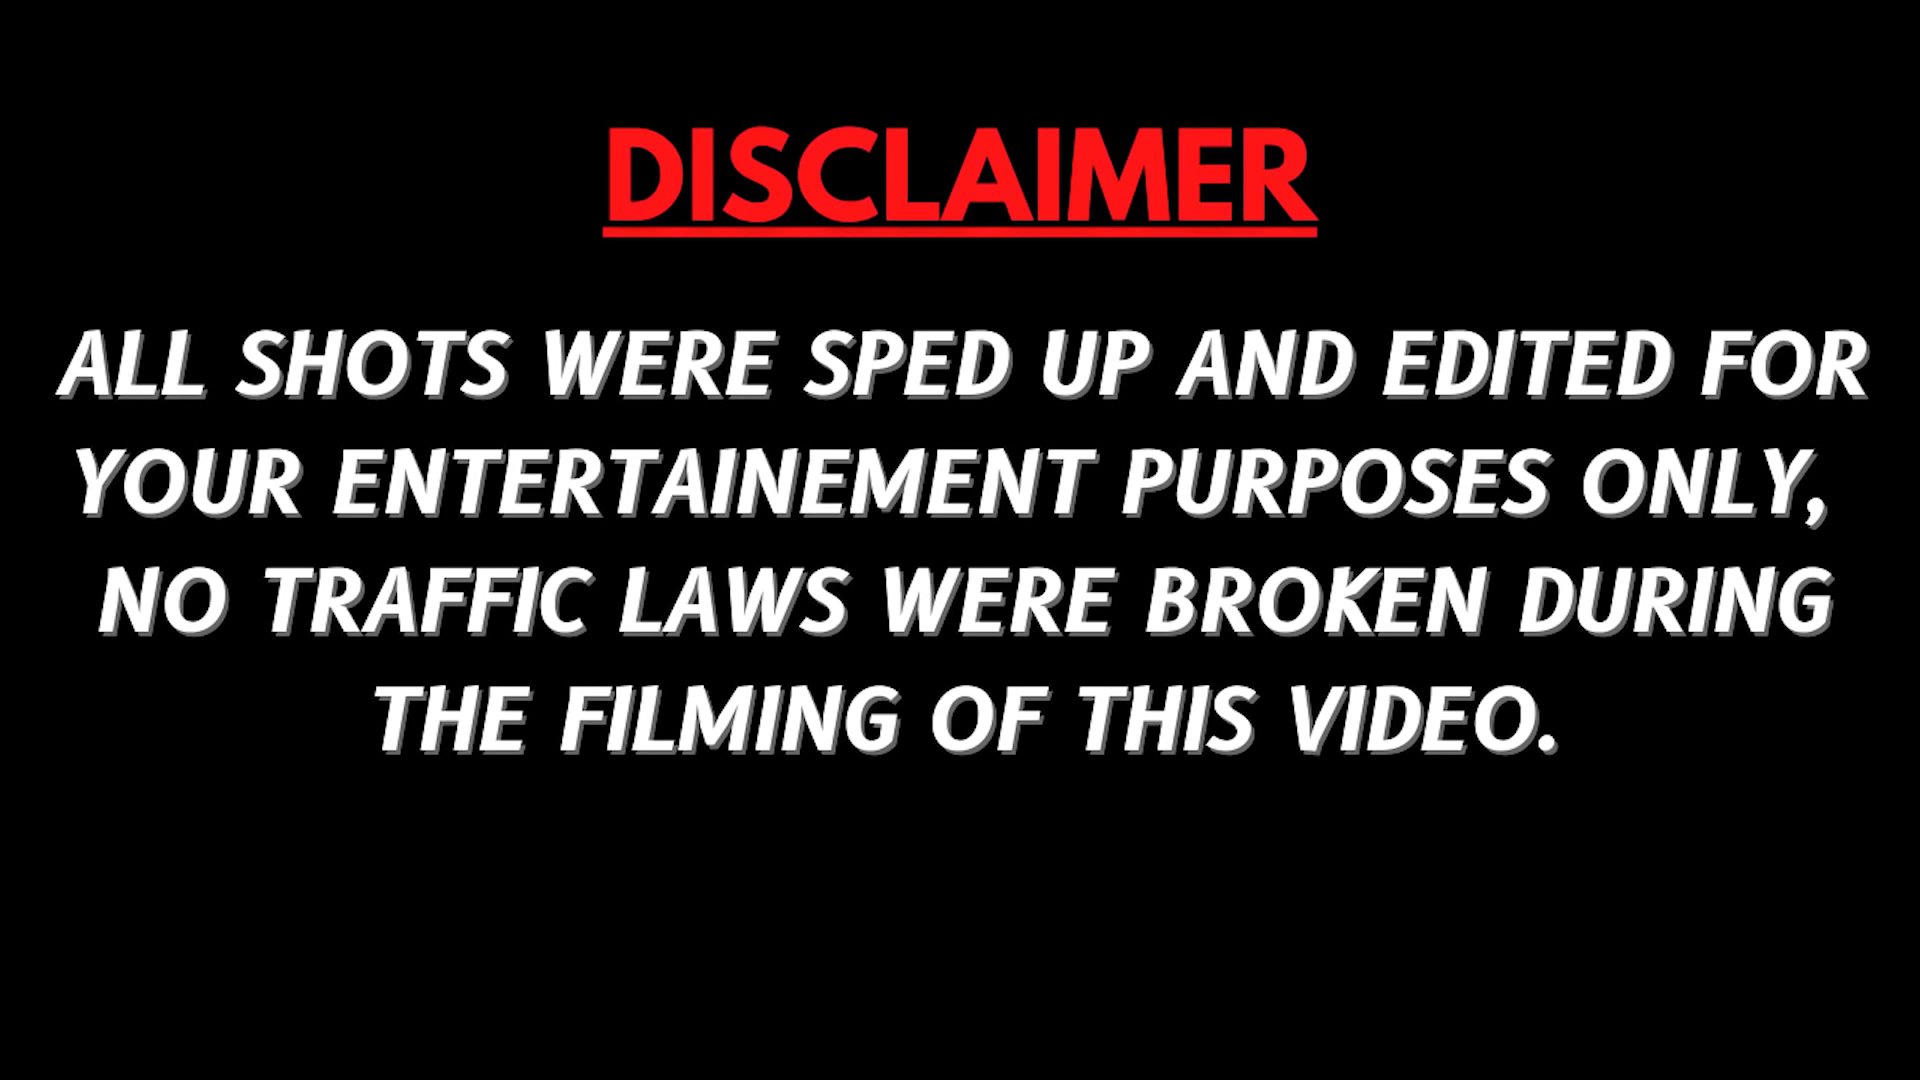 DISCLAIMER
ALL SHOTS WERE SPED UP AND EDITED FOR
YOUR ENTERTAINEMENT PURPOSES ONLY,
NO TRAFFIC LAWS WERE BROKEN DURING
THE FILMING OF THIS VIDEO.